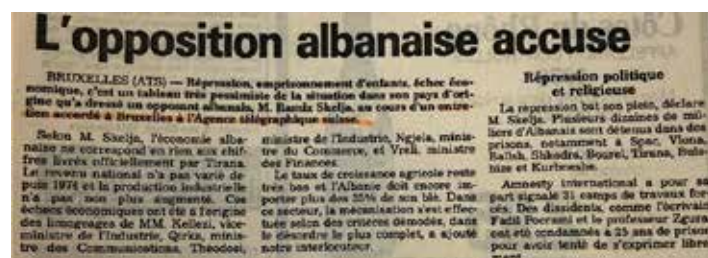 L'opposition albanaise accuse
BRUXELLES (ATS) — Répression, emprisonnement d'enfants, échec éco-
nomique, c'est un tableau très pessimiste de la situation dans son pays d'ori-
gine qu'a dressé un opposant albanais, M. Ramiz Skelja, au cours d'un entre-
tien accordé à Bruxelles à l'Agence télégraphique suisse.
Selon M. Skelja, l'économie alba-
naise ne correspond en rien aux chif-
fres livrés officiellement par Tirana.
Le revenu national n'a pas varié de-
puis 1974 et la production industrielle
n'a pas non plus augmenté. Ces
échecs économiques ont été à l'origine
des limogeages de MM. Kellezi, vice-
ministre de l'Industrie, Qirko, minis-
tre des Communications, Theodosi,
ministre de l'Industrie, Ngjela, minis-
tre du Commerce, et Vreli, ministre
des Finances.
Le taux de croissance agricole reste
très bas et l'Albanie doit encore im-
porter plus des 35% de son blé. Dans
ce secteur, la mécanisation s'est effec-
tuée selon des critères démodés, dans
le désordre le plus complet, a ajouté
notre interlocuteur.
Répression politique
et religieuse
La répression bat son plein, déclare
M. Skelja. Plusieurs dizaines de mil-
liers d'Albanais sont détenus dans des
prisons, notamment à Spac, Vlona,
Ballsh, Shkodra, Tirana,
et
Amnesty international a pour sa
part signalé 31 camps de travaux for-
cés. Des dissidents, comme l'écrivain
Fadil et le professeur Zgura
ont été condamnés à 25 ans de prison
pour avoir tenté de s'exprimer libre-
ment.